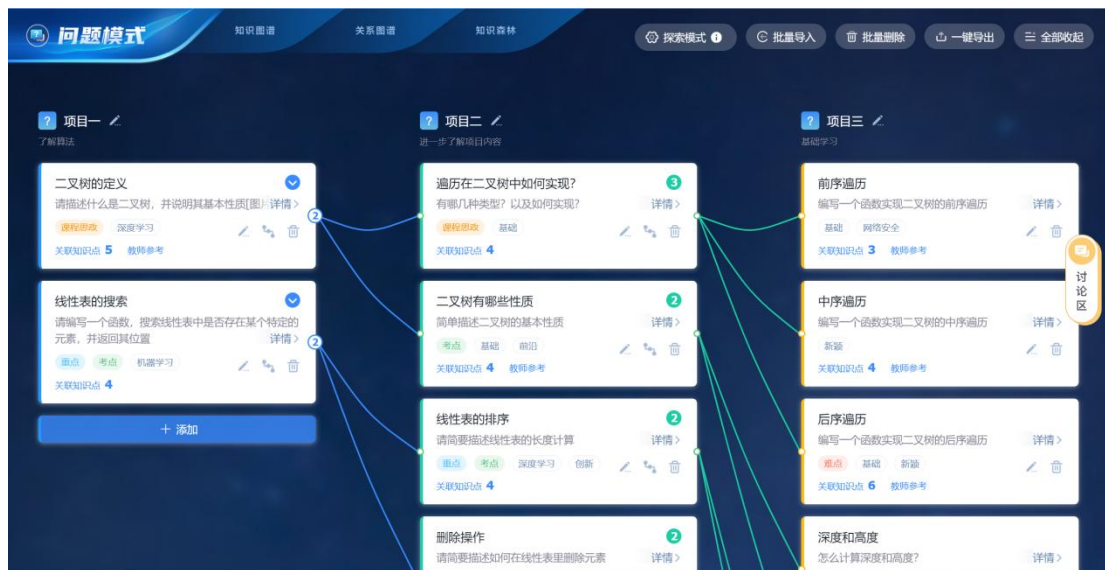 问题模式
知识图谱
关系图谱
知识森林
探索模式
批量导入
批量删除
一键导出
全部收起
? 项目一
了解算法
二叉树的定义
请描述什么是二叉树，并说明其基本性质[图片 详情>
课程思政 深度学习
关联知识点 5 教师参考
2
线性表的搜索
请编写一个函数，搜索线性表中是否存在某个特定的
元素，并返回其位置 详情>
重点 考点 机器学习
关联知识点 4
2
+ 添加
? 项目二
进一步了解项目内容
遍历在二叉树中如何实现? 3
有哪几种类型？以及如何实现? 详情>
课程思政 基础
关联知识点 4
二叉树有哪些性质 2
简单描述二叉树的基本性质 详情>
考点 基础 前沿
关联知识点 4 教师参考
线性表的排序 2
请简要描述线性表的长度计算 详情>
重点 考点 深度学习 创新
关联知识点 4
删除操作 2
请简要描述如何在线性表里删除元素 详情>
? 项目三
基础学习
前序遍历
编写一个函数实现二叉树的前序遍历 详情>
基础 网络安全
关联知识点 3 教师参考
中序遍历
编写一个函数实现二叉树的中序遍历 详情>
新颖
关联知识点 4 教师参考
后序遍历
编写一个函数实现二叉树的后序遍历 详情>
难点 基础 新颖
关联知识点 6 教师参考
深度和高度
怎么计算深度和高度? 详情>
讨论区